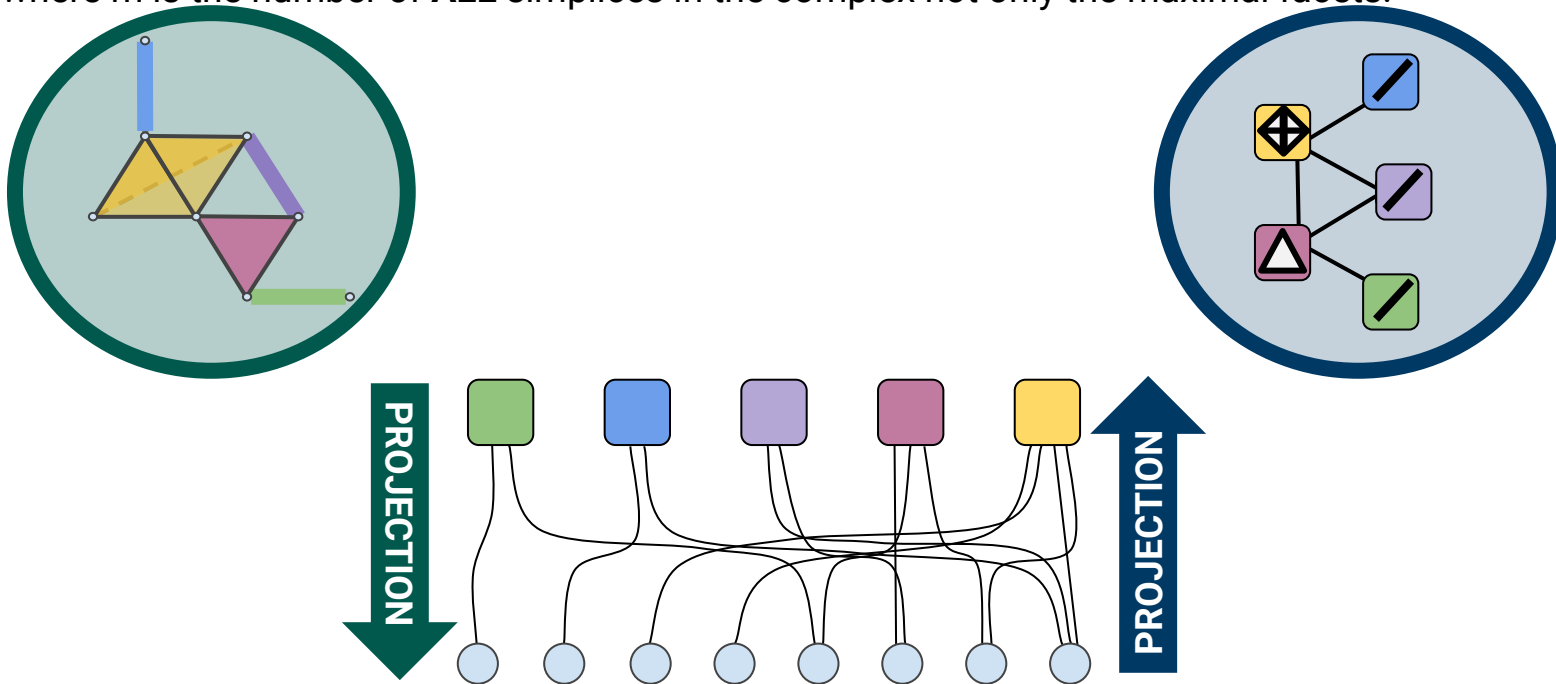 where m is the number of ALL simplices in the complex not only the maximal facets.
PROJECTION
PROJECTION